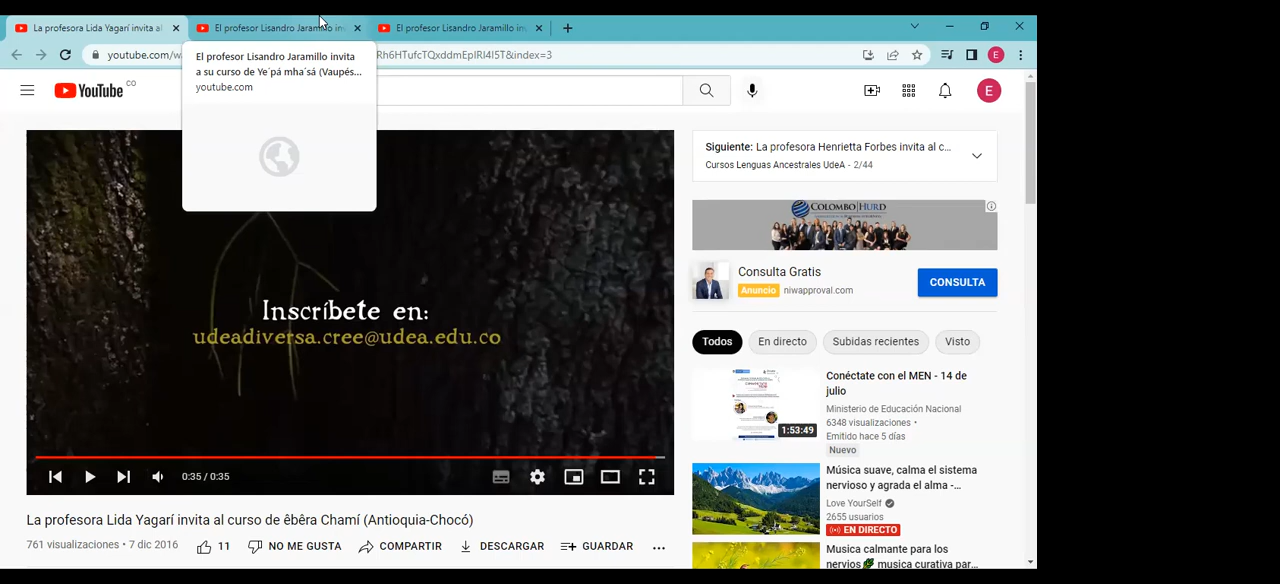 La profesora Lida Yagarí invita al
El profesor Lisandro Jaramillo inv
El profesor Lisandro Jaramillo inv
youtube.com/w
Rh6HTufcTQxddmEpIRI4I5T&index=3
E
El profesor Lisandro Jaramillo invita
a su curso de Ye´pá mha´sá (Vaupés...
youtube.com
YouTube CO
E
Inscríbete en:
udeadiversa.cree@udea.edu.co
0:35 / 0:35
La profesora Lida Yagarí invita al curso de êbêra Chamí (Antioquia-Chocó)
761 visualizaciones • 7 dic 2016
11
NO ME GUSTA
COMPARTIR
DESCARGAR
GUARDAR
Siguiente: La profesora Henrietta Forbes invita al c...
Cursos Lenguas Ancestrales UdeA - 2/44
COLOMBO HURD
Consulta Gratis
Anuncio niwapproval.com
CONSULTA
Todos
En directo
Subidas recientes
Visto
Conéctate con el MEN - 14 de
julio
Ministerio de Educación Nacional
6348 visualizaciones •
Emitido hace 5 días
Nuevo
1:53:49
Música suave, calma el sistema
nervioso y agrada el alma -...
Love YourSelf
2655 usuarios
EN DIRECTO
Musica calmante para los
nervios🌿 musica curativa par...